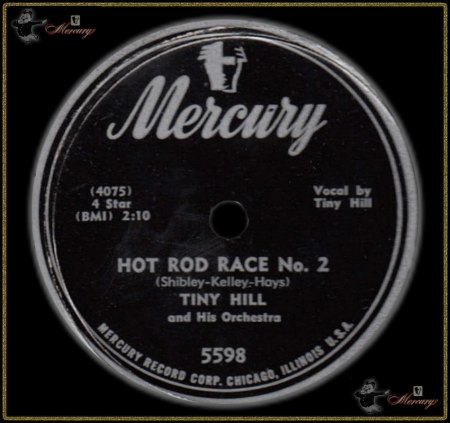 Mercury
Mercury
(4075)
4 Star
(BMI) 2:10
Vocal by
Tiny Hill
HOT ROD RACE No. 2
(Shibley-Kelley-Hays)
TINY HILL
and His Orchestra
5598
MERCURY RECORD CORP. CHICAGO, ILLINOIS U.S.A.
Mercury